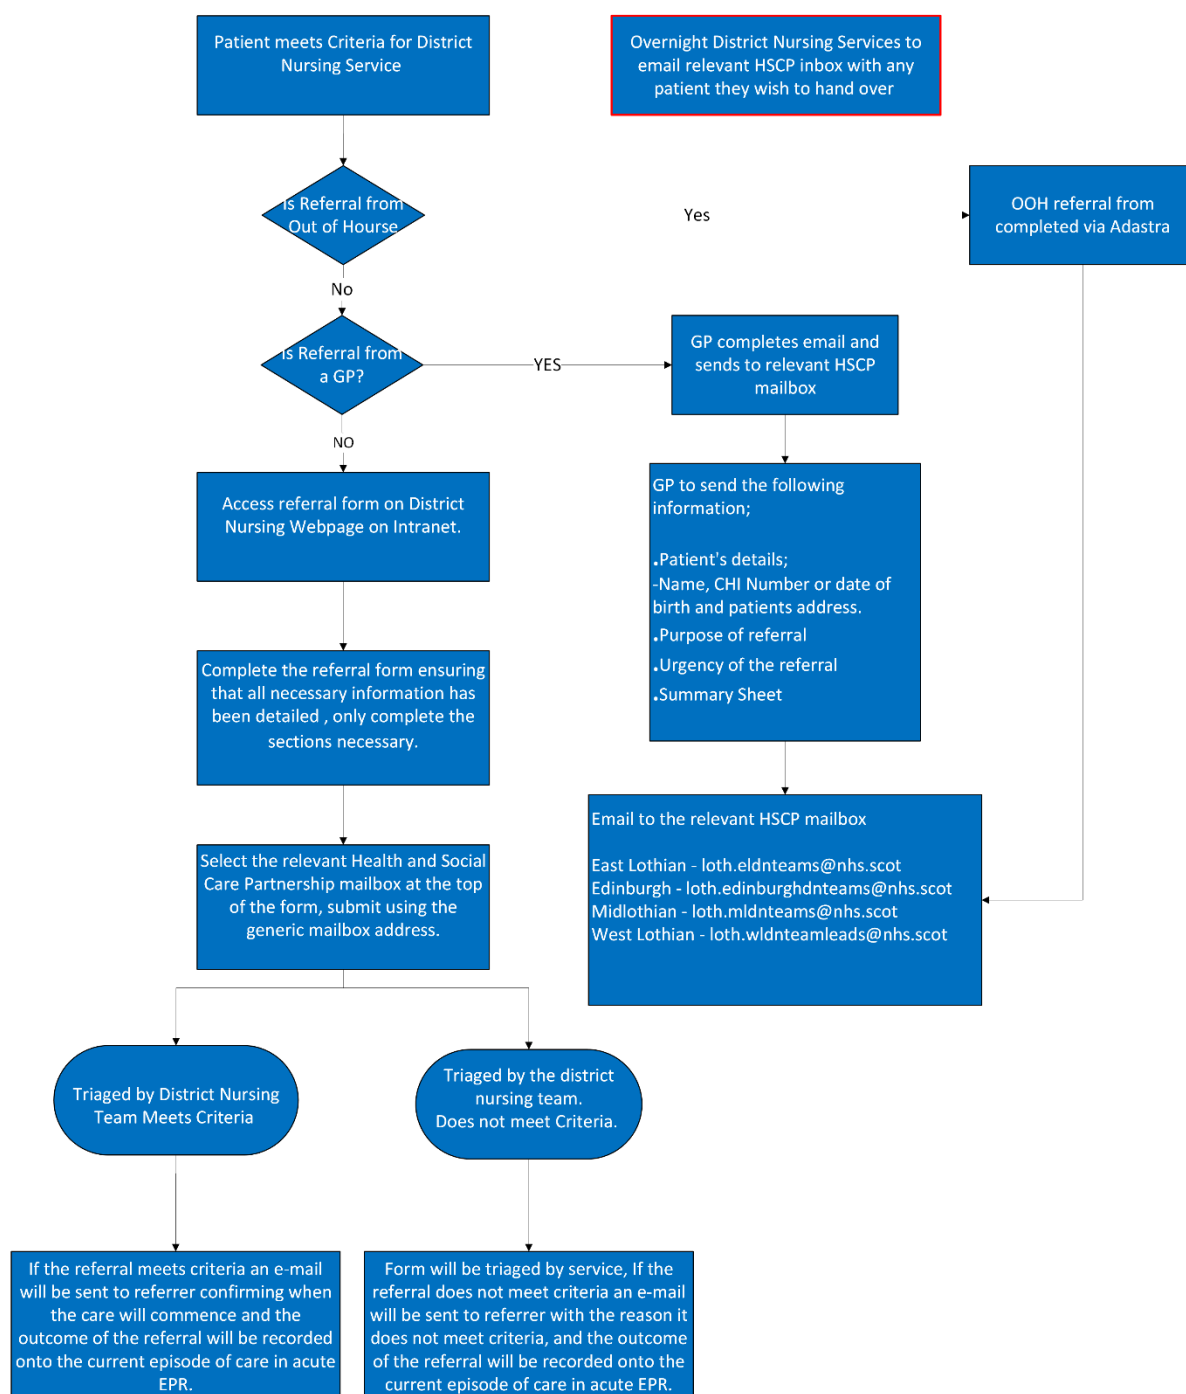 Patient meets Criteria for District
Nursing Service
Overnight District Nursing Services to
email relevant HSCP inbox with any
patient they wish to hand over
Is Referral from
Out of Hourse
Yes
OOH referral from
completed via Adastra
No
Is Referral from
a GP?
YES
GP completes email and
sends to relevant HSCP
mailbox
NO
Access referral form on District
Nursing Webpage on Intranet.
GP to send the following
information;
.Patient's details;
-Name, CHI Number or date of
birth and patients address.
.Purpose of referral
.Urgency of the referral
.Summary Sheet
Complete the referral form ensuring
that all necessary information has
been detailed , only complete the
sections necessary.
Email to the relevant HSCP mailbox
East Lothian - loth.eldnteams@nhs.scot
Edinburgh - loth.edinburghdnteams@nhs.scot
Midlothian - loth.mldnteams@nhs.scot
West Lothian - loth.wldnteamleads@nhs.scot
Select the relevant Health and Social
Care Partnership mailbox at the top
of the form, submit using the
generic mailbox address.
Triaged by District Nursing
Team Meets Criteria
Triaged by the district
nursing team.
Does not meet Criteria.
If the referral meets criteria an e-mail
will be sent to referrer confirming when
the care will commence and the
outcome of the referral will be recorded
onto the current episode of care in acute
EPR.
Form will be triaged by service, If the
referral does not meet criteria an e-mail
will be sent to referrer with the reason it
does not meet criteria, and the outcome
of the referral will be recorded onto the
current episode of care in acute EPR.